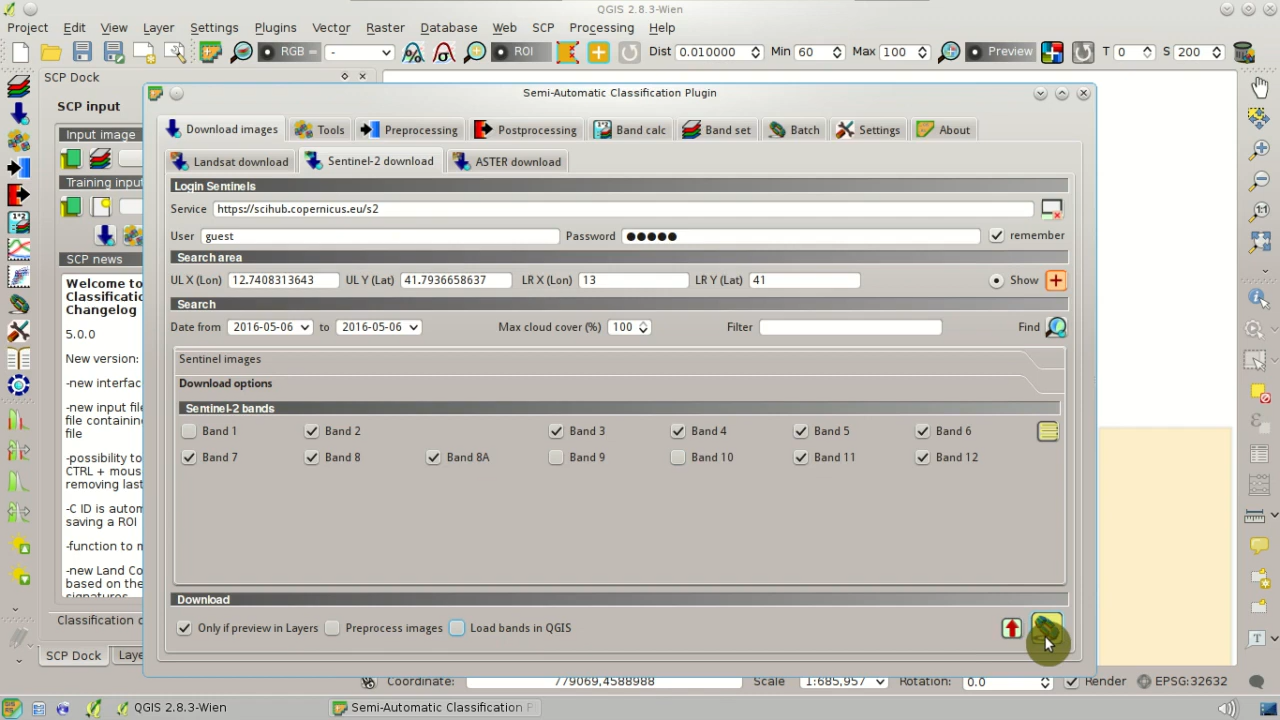 QGIS 2.8.3-Wien
Project Edit View Layer Settings Plugins Vector Raster Database Web SCP Processing Help
RGB = - ROI Dist 0.010000 Min 60 Max 100 Preview T 0 S 200
SCP Dock
SCP input
Input image
Training inpu
SCP news
Welcome to
Classification
Changelog
5.0.0
New version:
-new interfac
-new input file
file containing
file
-possibility to
CTRL + mous
removing last
-C ID is autom
saving a ROI
-function to m
-new Land Co
based on the
signatures
Classification d
SCP Dock Laye
Semi-Automatic Classification Plugin
Download images Tools Preprocessing Postprocessing Band calc Band set Batch Settings About
Landsat download Sentinel-2 download ASTER download
Login Sentinels
Service https://scihub.copernicus.eu/s2
User guest Password ●●●●● remember
Search area
UL X (Lon) 12.7408313643 UL Y (Lat) 41.7936658637 LR X (Lon) 13 LR Y (Lat) 41 Show
Search
Date from 2016-05-06 to 2016-05-06 Max cloud cover (%) 100 Filter Find
Sentinel images
Download options
Sentinel-2 bands
Band 1 Band 2 Band 3 Band 4 Band 5 Band 6
Band 7 Band 8 Band 8A Band 9 Band 10 Band 11 Band 12
Download
Only if preview in Layers Preprocess images Load bands in QGIS
Coordinate: 779069,4588988 Scale 1:685,957 Rotation: 0.0 Render EPSG:32632
QGIS 2.8.3-Wien Semi-Automatic Classification P